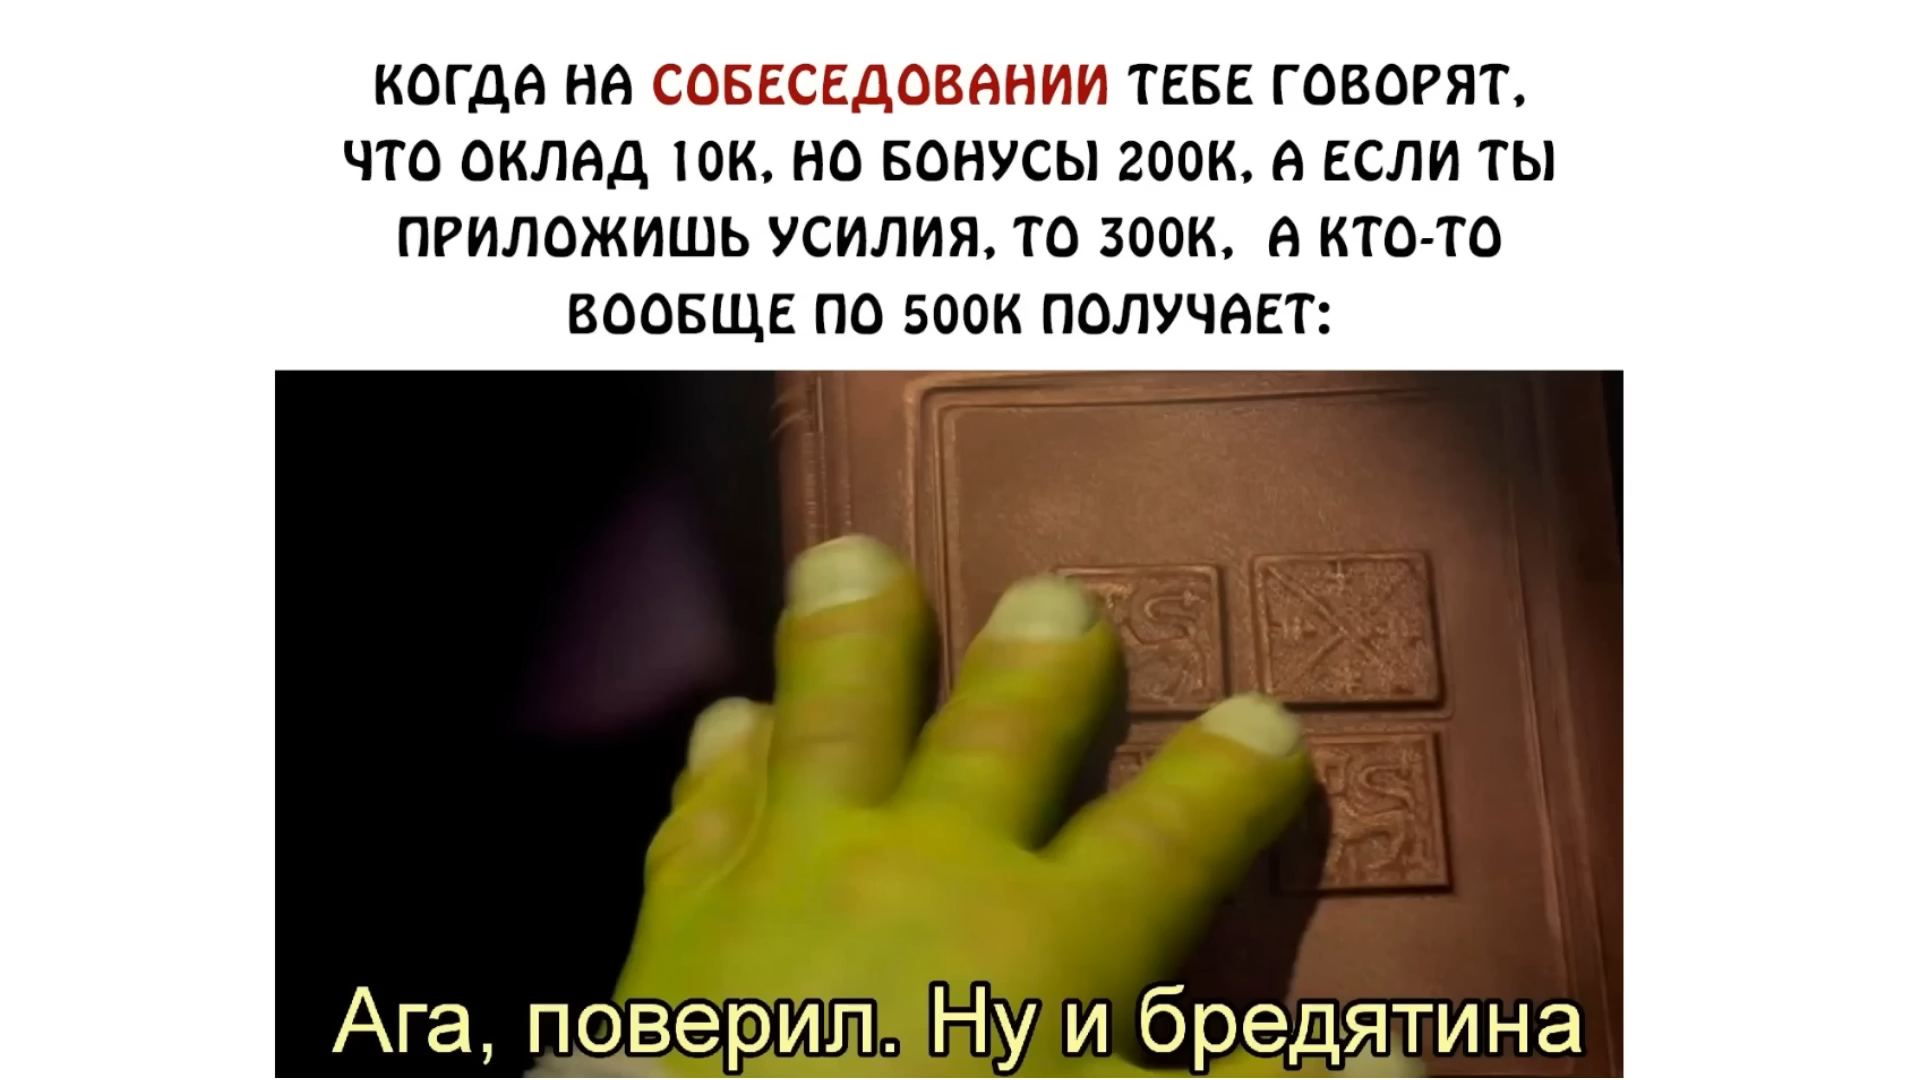 КОГДА НА СОБЕСЕДОВАНИИ ТЕБЕ ГОВОРЯТ,
ЧТО ОКЛАД 10К, НО БОНУСЫ 200К, А ЕСЛИ ТЫ
ПРИЛОЖИШЬ УСИЛИЯ, ТО 300К, А КТО-ТО
ВООБЩЕ ПО 500К ПОЛУЧАЕТ:
Ага, поверил. Ну и бредятина